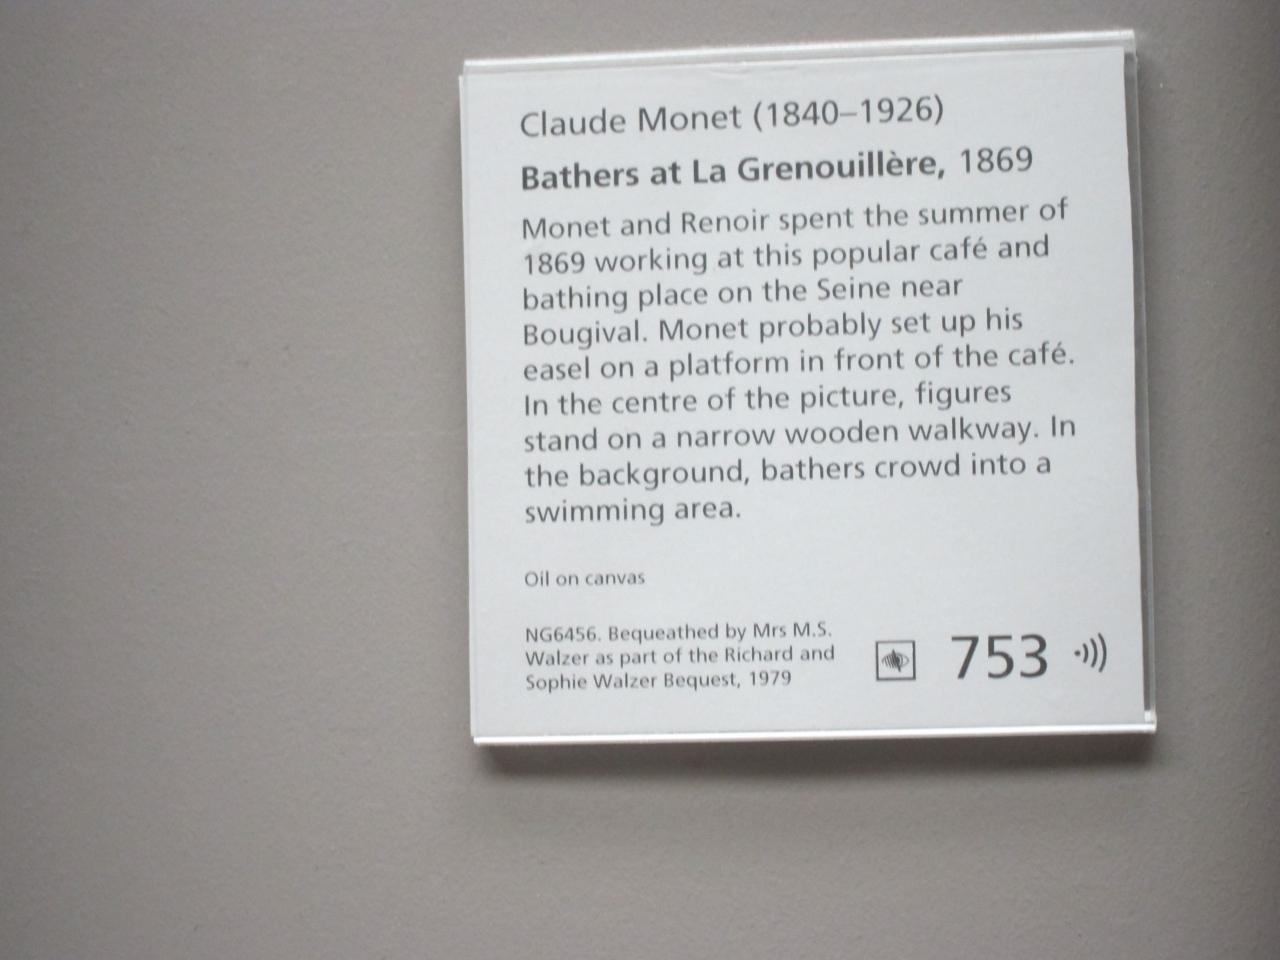 Claude Monet (1840–1926)
Bathers at La Grenouillère, 1869
Monet and Renoir spent the summer of
1869 working at this popular café and
bathing place on the Seine near
Bougival. Monet probably set up his
easel on a platform in front of the café.
In the centre of the picture, figures
stand on a narrow wooden walkway. In
the background, bathers crowd into a
swimming area.
Oil on canvas
NG6456. Bequeathed by Mrs M.S.
Walzer as part of the Richard and
Sophie Walzer Bequest, 1979
753